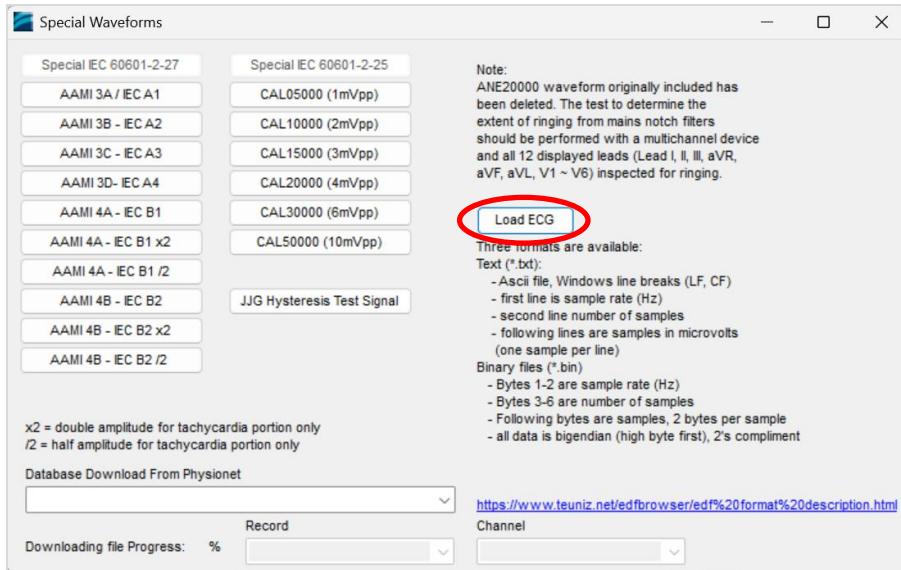 Special Waveforms
Special IEC 60601-2-27
AAMI 3A / IEC A1
AAMI 3B - IEC A2
AAMI 3C - IEC A3
AAMI 3D- IEC A4
AAMI 4A - IEC B1
AAMI 4A - IEC B1 x2
AAMI 4A - IEC B1 /2
AAMI 4B - IEC B2
AAMI 4B - IEC B2 x2
AAMI 4B - IEC B2 /2
Special IEC 60601-2-25
CAL05000 (1mVpp)
CAL10000 (2mVpp)
CAL15000 (3mVpp)
CAL20000 (4mVpp)
CAL30000 (6mVpp)
CAL50000 (10mVpp)
JJG Hysteresis Test Signal
Note:
ANE20000 waveform originally included has
been deleted. The test to determine the
extent of ringing from mains notch filters
should be performed with a multichannel device
and all 12 displayed leads (Lead I, II, III, aVR,
aVF, aVL, V1 ~ V6) inspected for ringing.
Load ECG
Three formats are available:
Text (*.txt):
- Ascii file, Windows line breaks (LF, CF)
- first line is sample rate (Hz)
- second line number of samples
- following lines are samples in microvolts
(one sample per line)
Binary files (*.bin)
- Bytes 1-2 are sample rate (Hz)
- Bytes 3-6 are number of samples
- Following bytes are samples, 2 bytes per sample
- all data is bigendian (high byte first), 2's compliment
x2 = double amplitude for tachycardia portion only
/2 = half amplitude for tachycardia portion only
Database Download From Physionet
https://www.teuniz.net/edfbrowser/edf%20format%20description.html
Record
Channel
Downloading file Progress: %